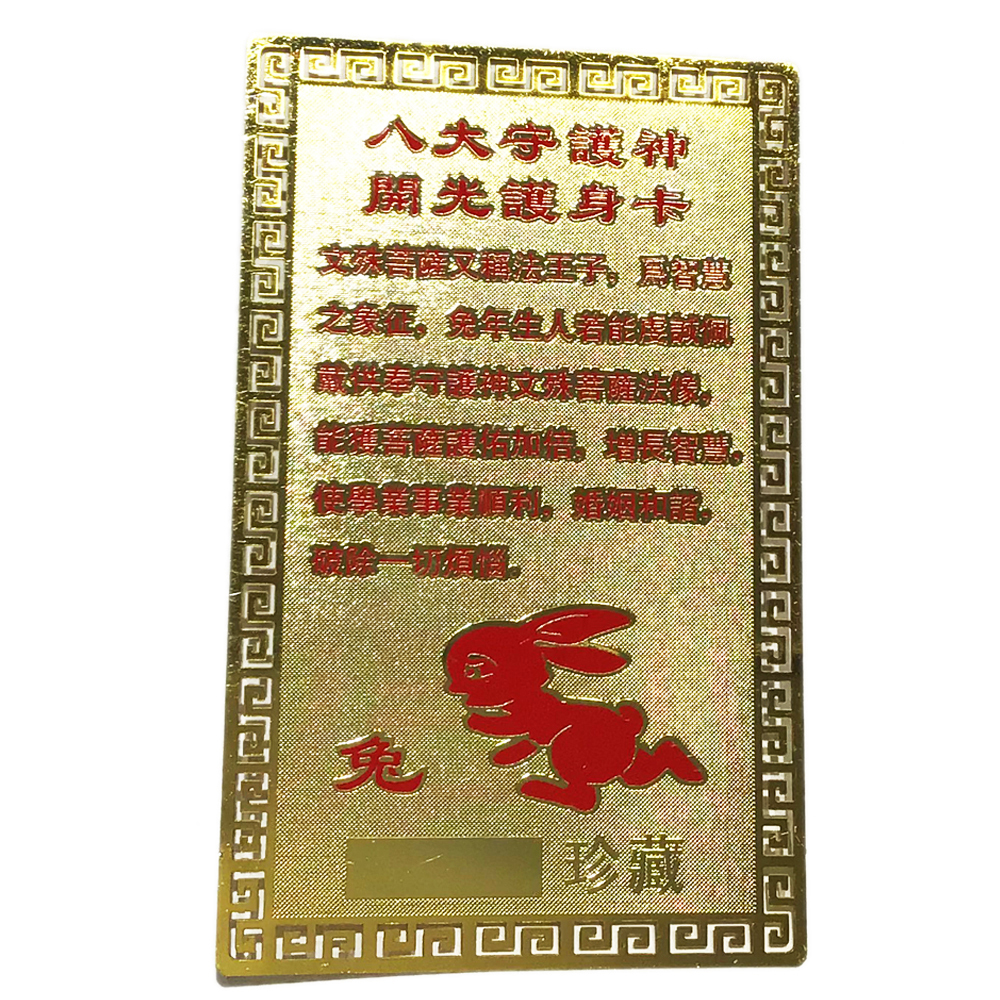 八大守護神
開光護身卡
文殊菩薩又稱法王子，爲智慧
之象征，兔年生人若能虔誠佩
戴供奉守護神文殊菩薩法像，
能獲菩薩護佑加倍，增長智慧，
使學業事業順利，婚姻和諧，
破除一切煩惱。
兔
珍藏